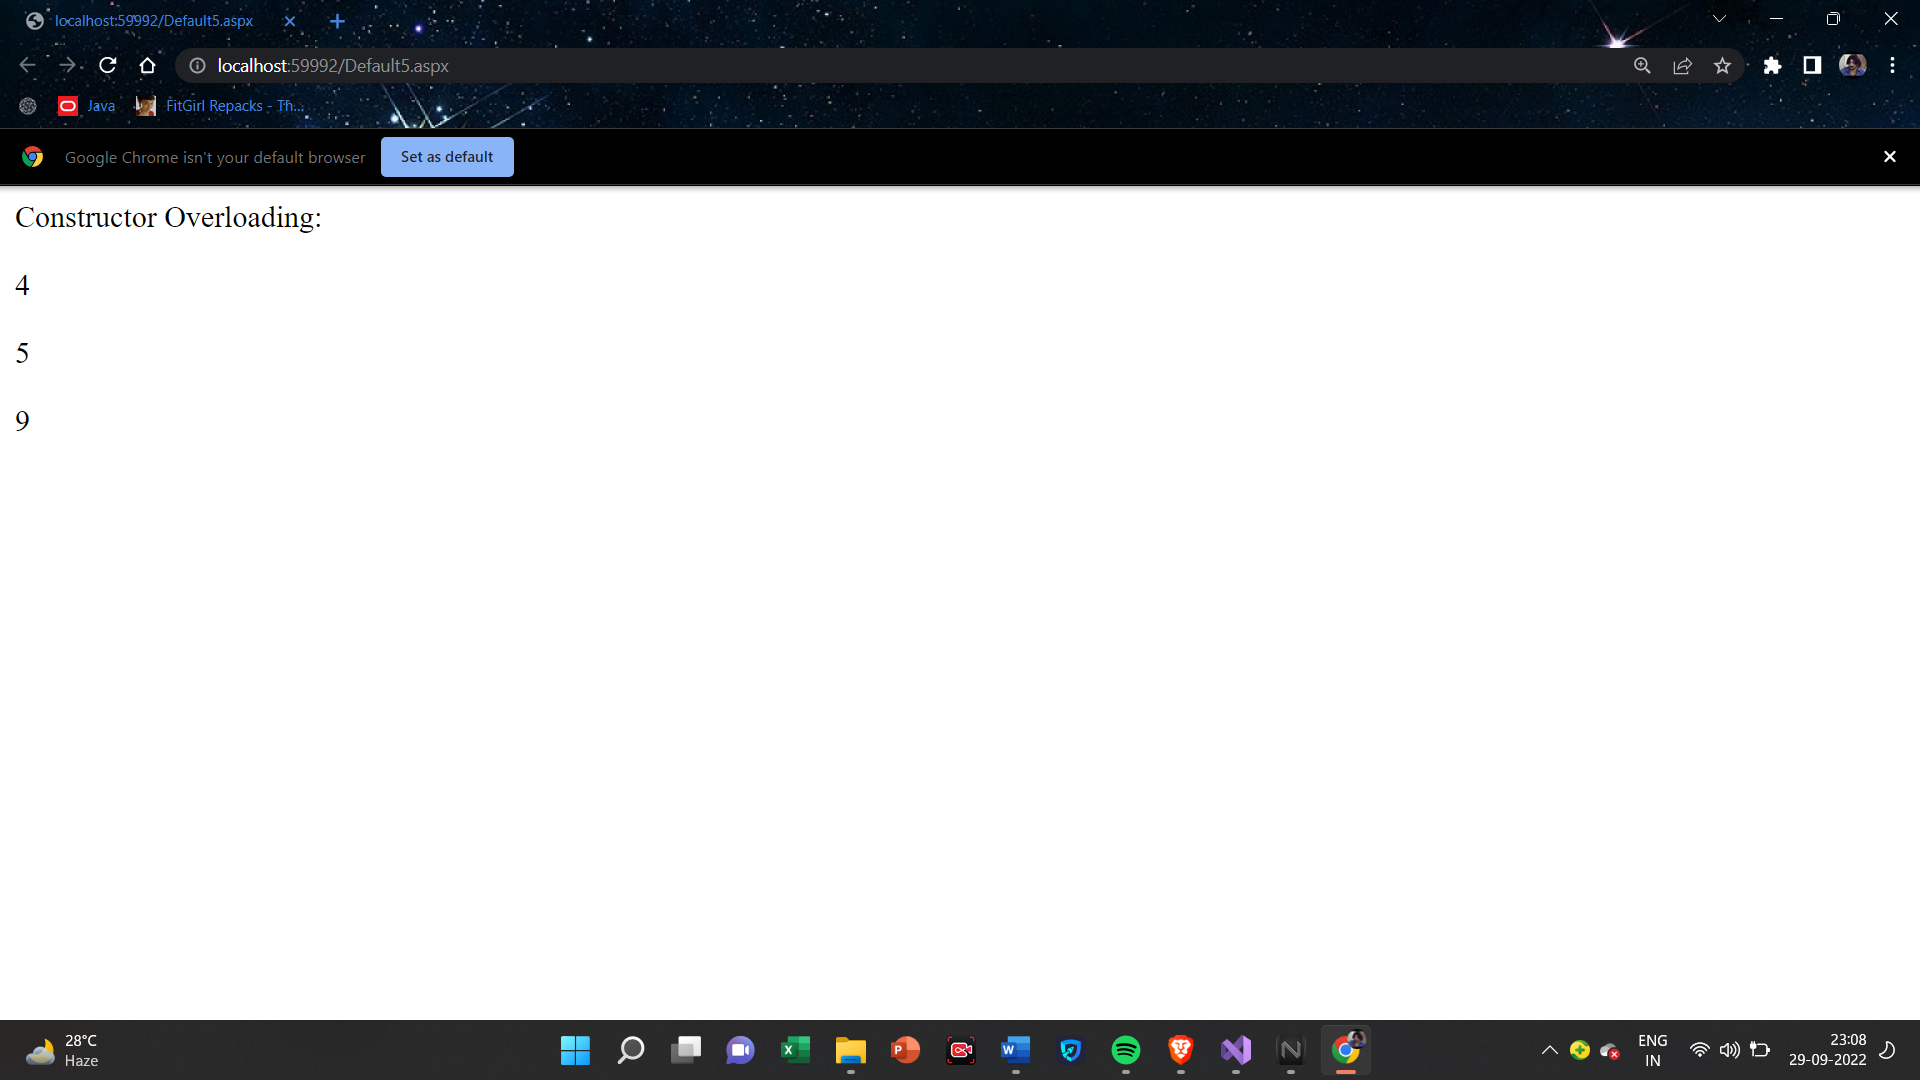 localhost:59992/Default5.aspx
localhost:59992/Default5.aspx
Java
FitGirl Repacks - Th...
Google Chrome isn't your default browser
Set as default
Constructor Overloading:
4
5
9
28°C
Haze
ENG
IN
23:08
29-09-2022